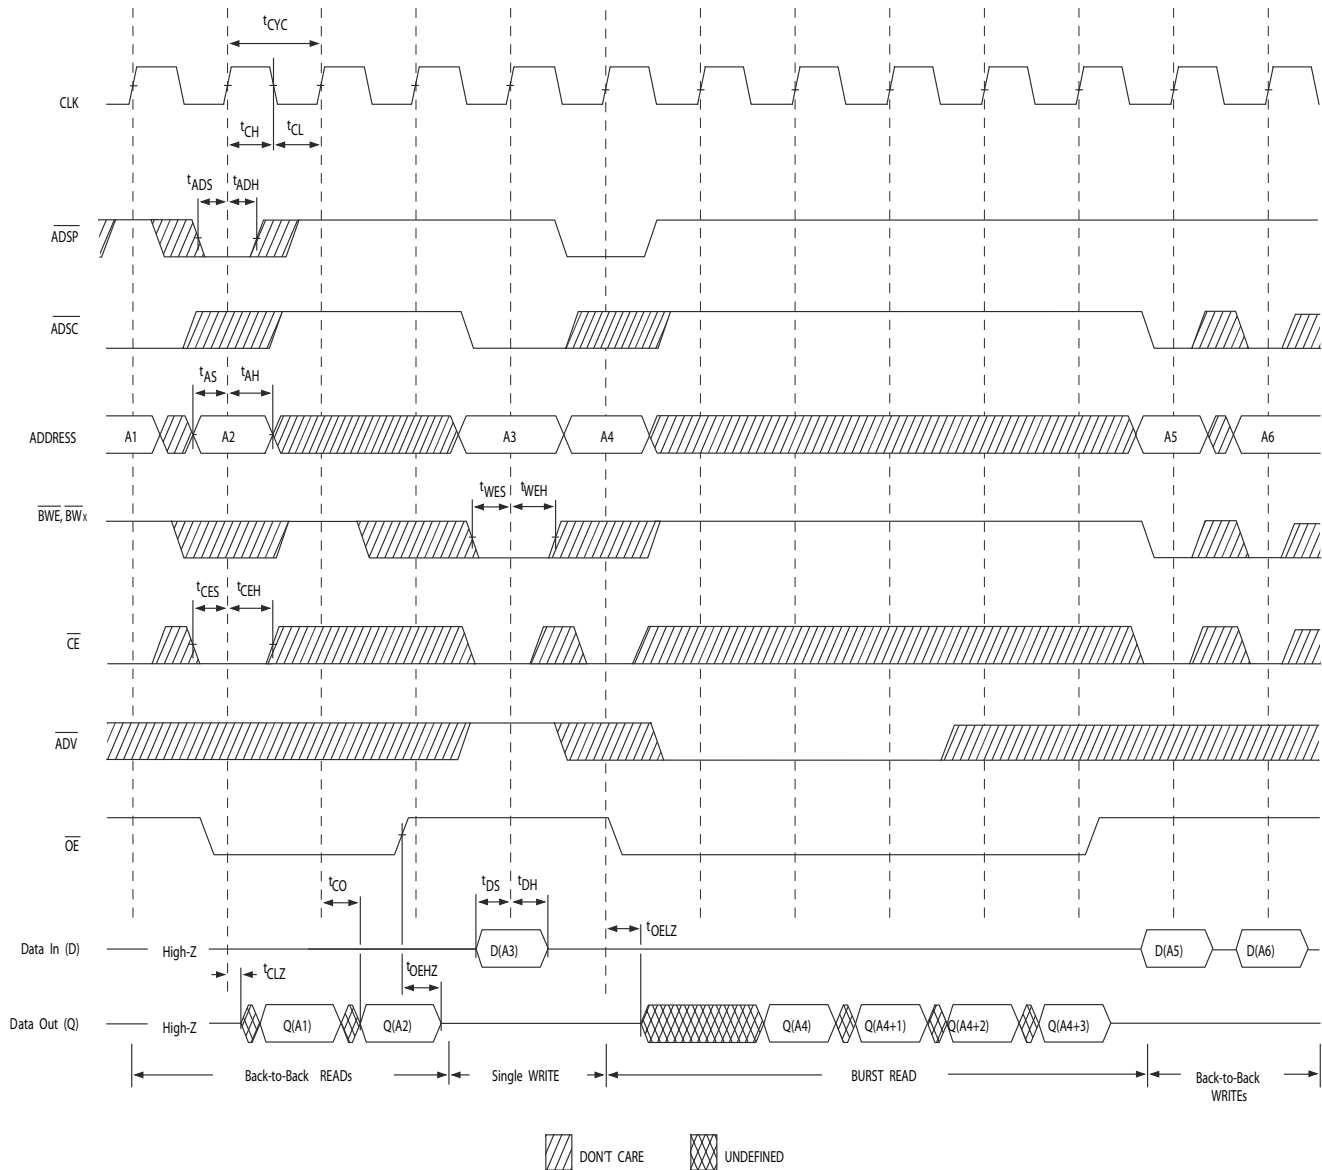 tCYC
CLK
tCH tCL
tADS tADH
ADSP
ADSC
tAS tAH
ADDRESS A1 A2 A3 A4 A5 A6
tWES tWEH
BWE, BWx
tCES tCEH
CE
ADV
OE
tCO tDS tDH
tOELZ
Data In (D) High-Z D(A3) D(A5) D(A6)
tCLZ tOEHZ
Data Out (Q) High-Z Q(A1) Q(A2) Q(A4) Q(A4+1) Q(A4+2) Q(A4+3)
Back-to-Back READs Single WRITE BURST READ Back-to-Back
WRITEs
DON'T CARE UNDEFINED